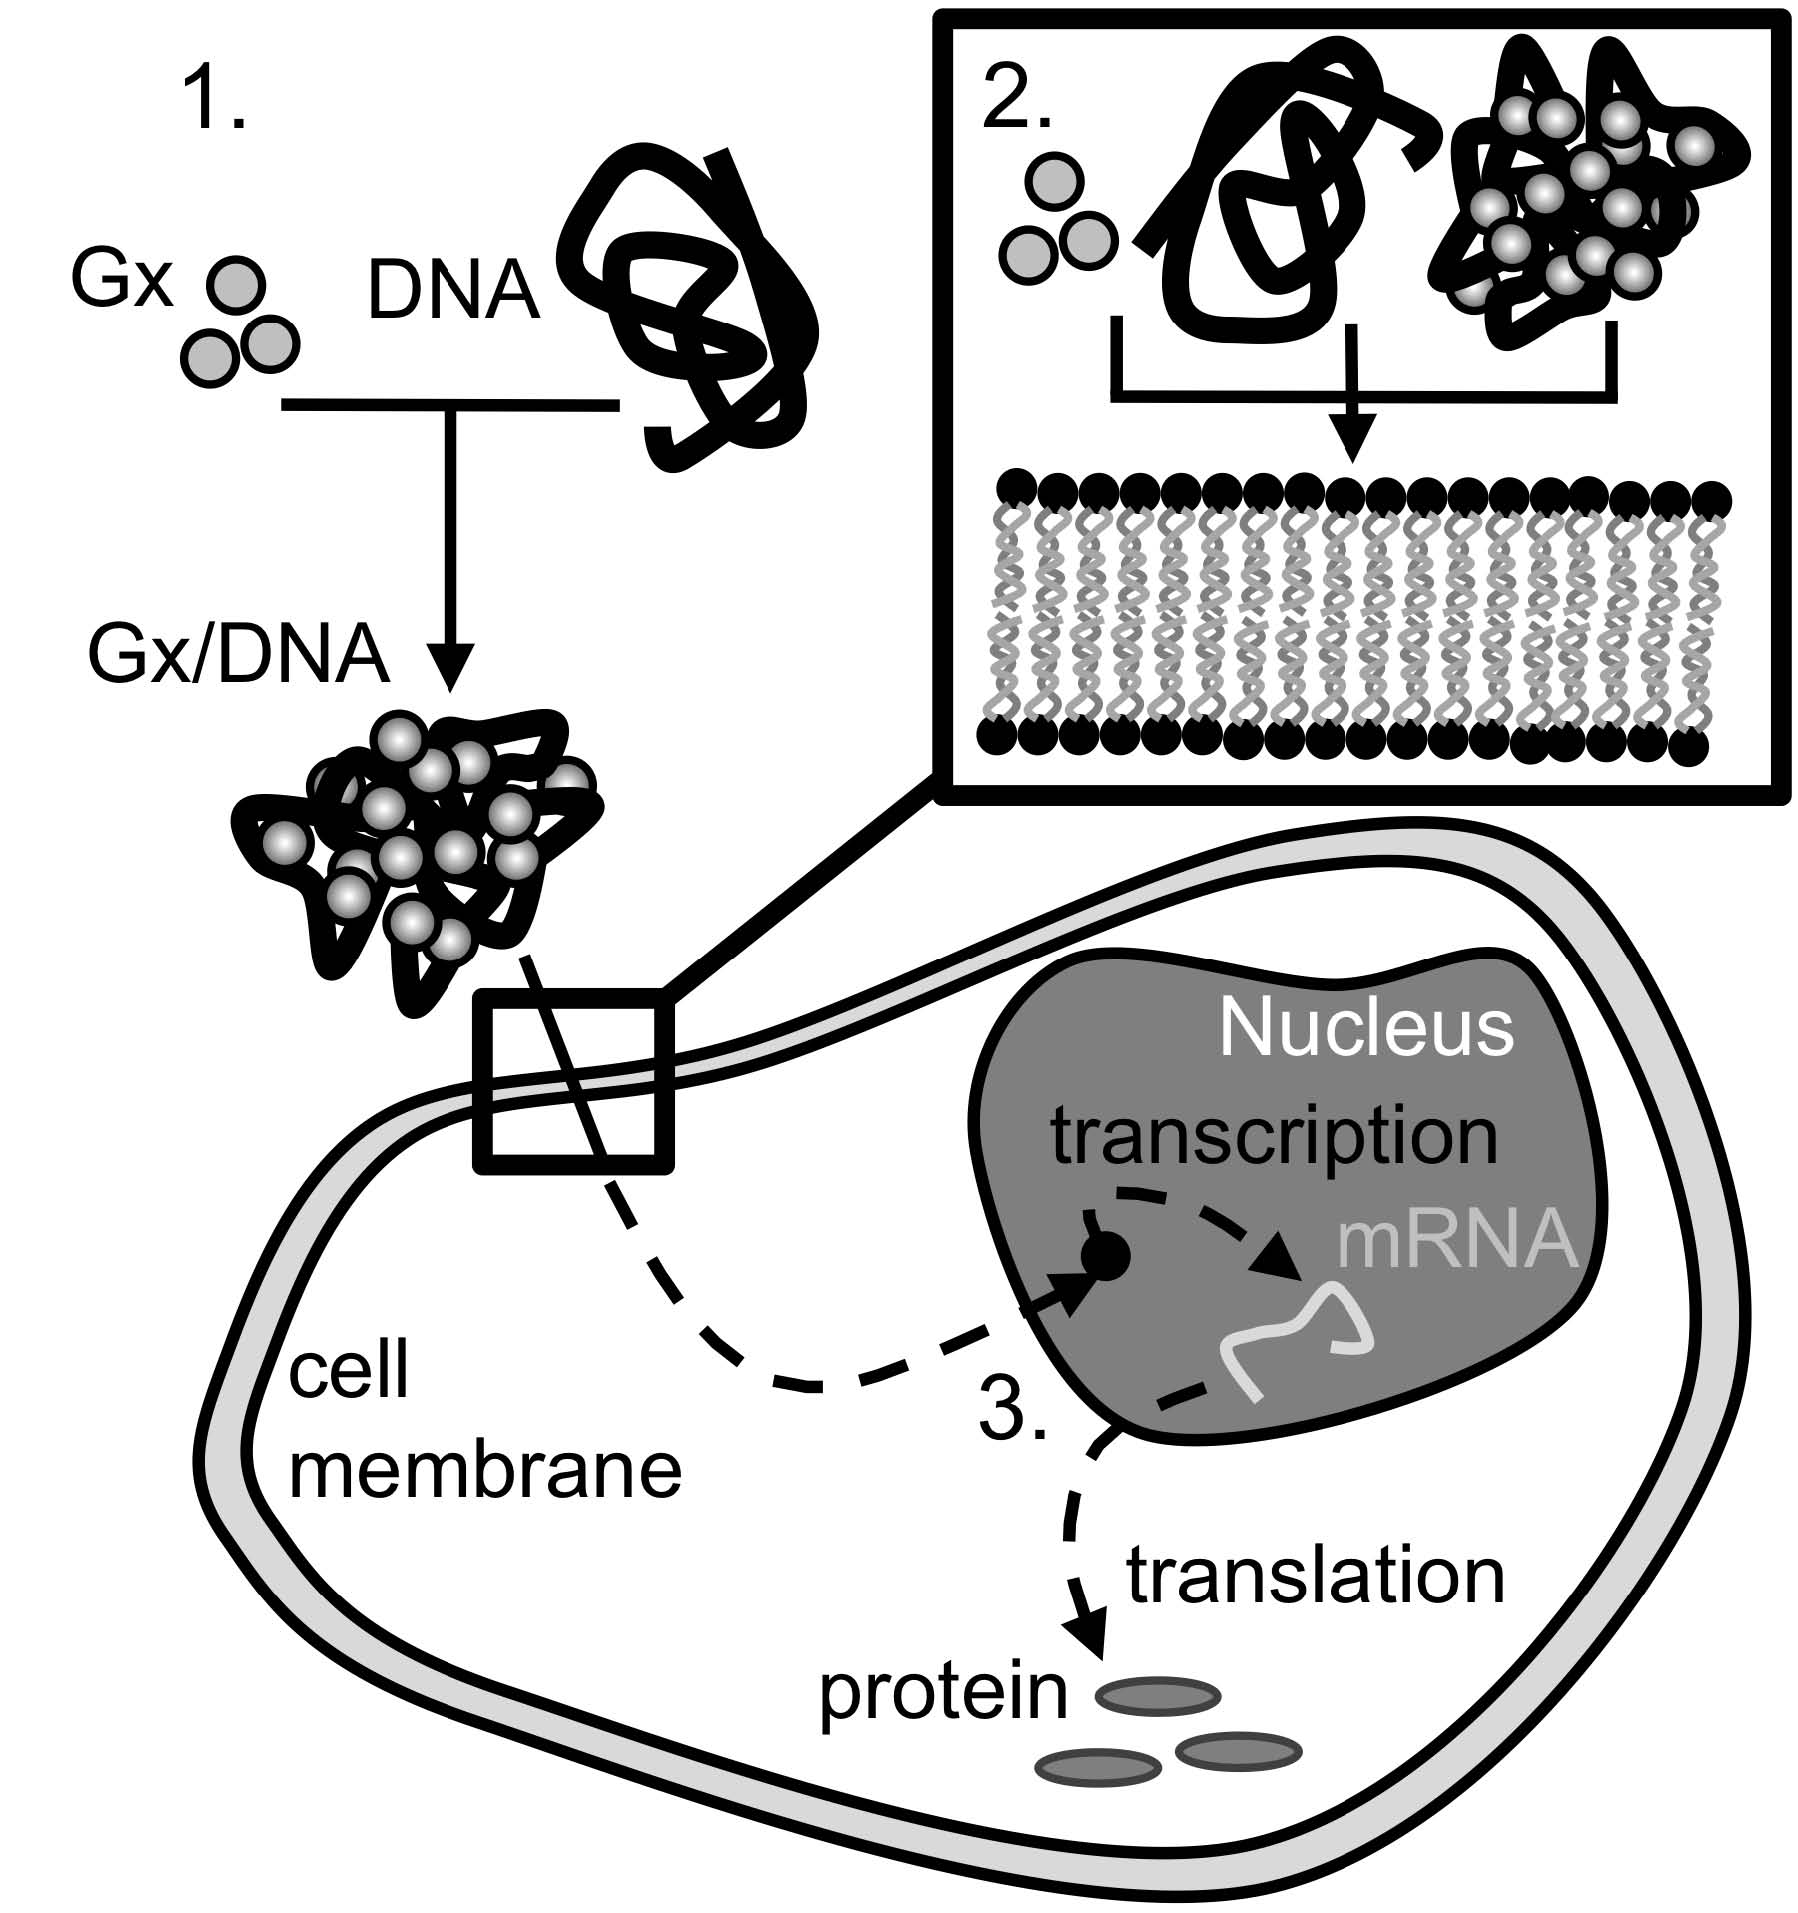 1.
Gx
DNA
Gx/DNA
2.
Nucleus
transcription
mRNA
3.
cell
membrane
translation
protein